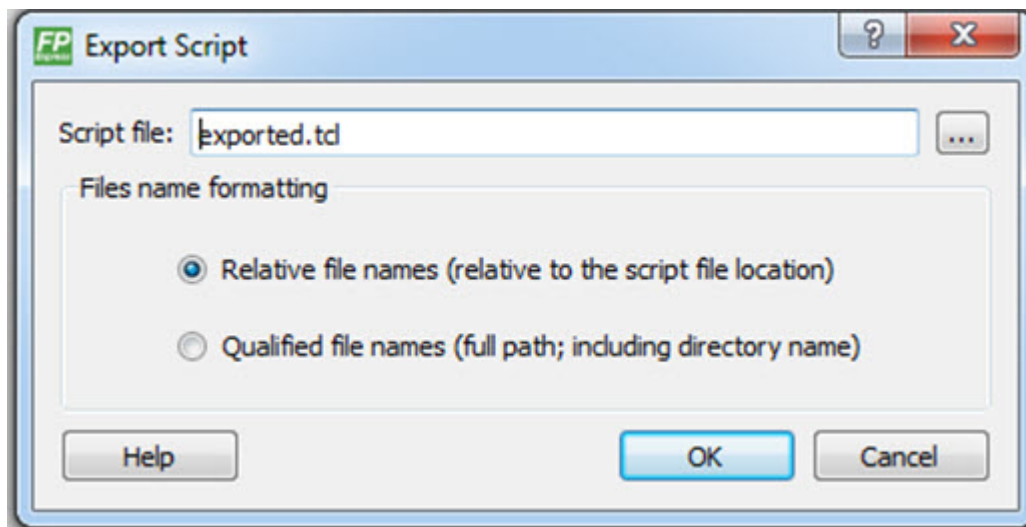 FP Express Export Script ?
Script file: exported.tcl ...
Files name formatting
Relative file names (relative to the script file location)
Qualified file names (full path; including directory name)
Help OK Cancel